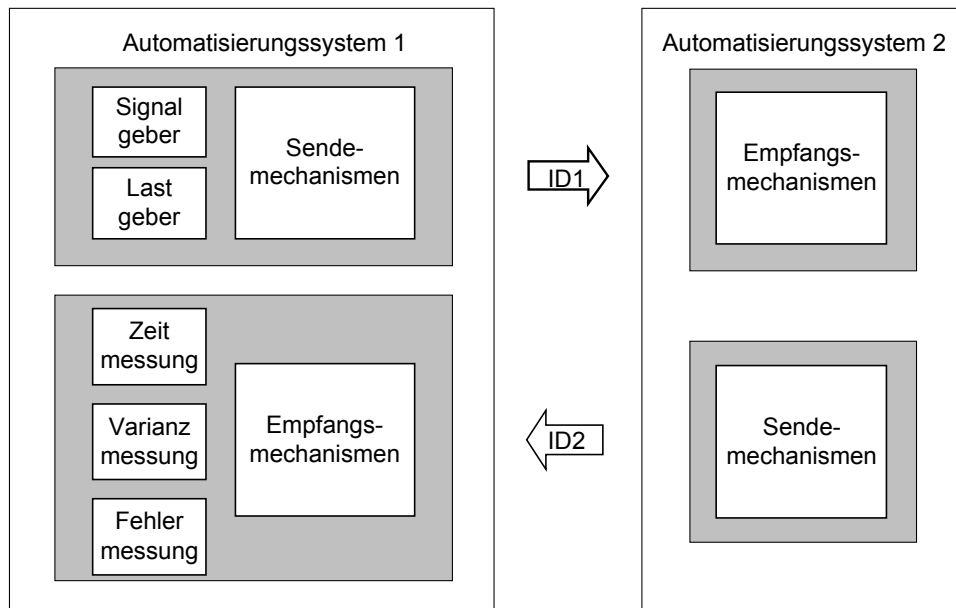 Automatisierungssystem 1
Signal
geber
Last
geber
Sende-
mechanismen
Zeit
messung
Varianz
messung
Fehler
messung
Empfangs-
mechanismen
ID1
ID2
Automatisierungssystem 2
Empfangs-
mechanismen
Sende-
mechanismen